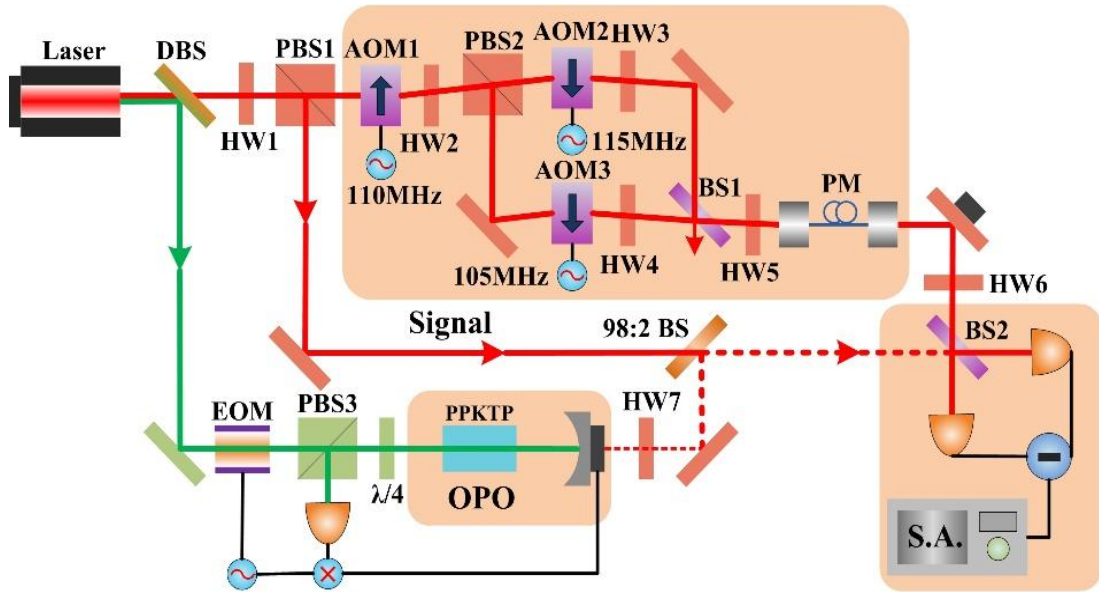 Laser
DBS
PBS1
AOM1
PBS2
AOM2
HW3
HW1
HW2
110MHz
115MHz
AOM3
BS1
PM
105MHz
HW4
HW5
HW6
Signal
98:2 BS
BS2
EOM
PBS3
PPKTP
HW7
λ/4
OPO
S.A.